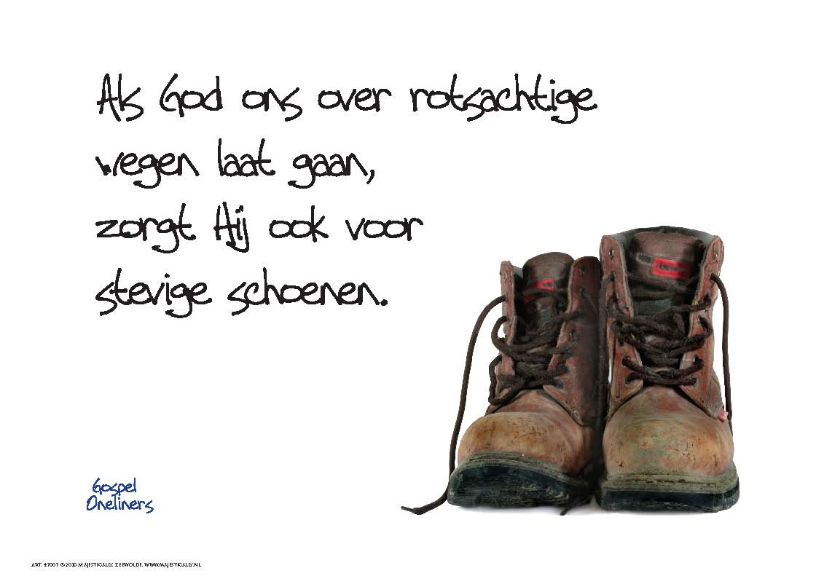 Als God ons over rotsachtige
wegen laat gaan,
zorgt Hij ook voor
stevige schoenen.
Gospel
Oneliners